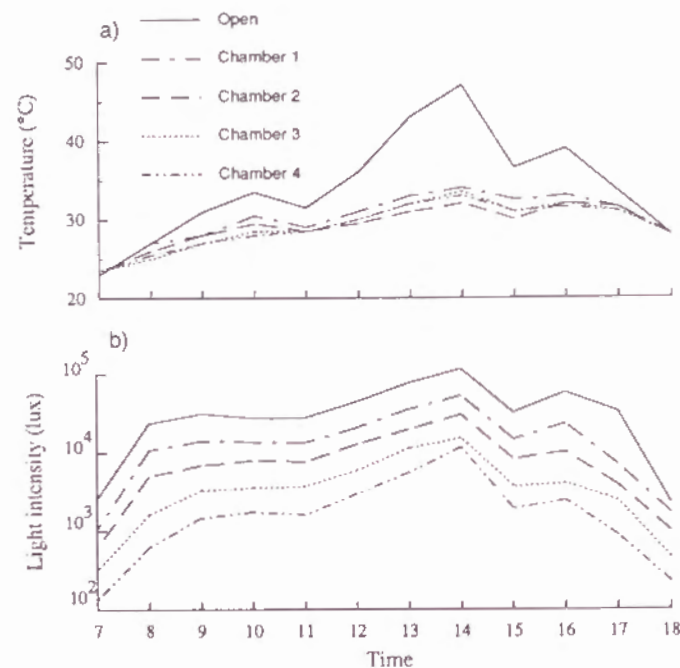 a)
Open
Chamber 1
Chamber 2
Chamber 3
Chamber 4
50
40
30
20
Temperature (°C)
b)
10⁵
10⁴
10³
10²
Light intensity (lux)
7 8 9 10 11 12 13 14 15 16 17 18
Time